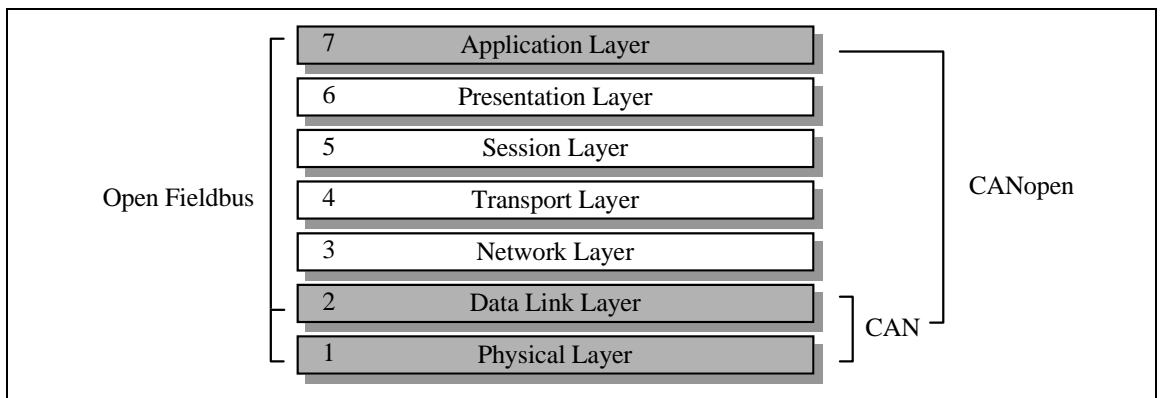 7 Application Layer
6 Presentation Layer
5 Session Layer
Open Fieldbus
4 Transport Layer
CANopen
3 Network Layer
2 Data Link Layer
CAN
1 Physical Layer